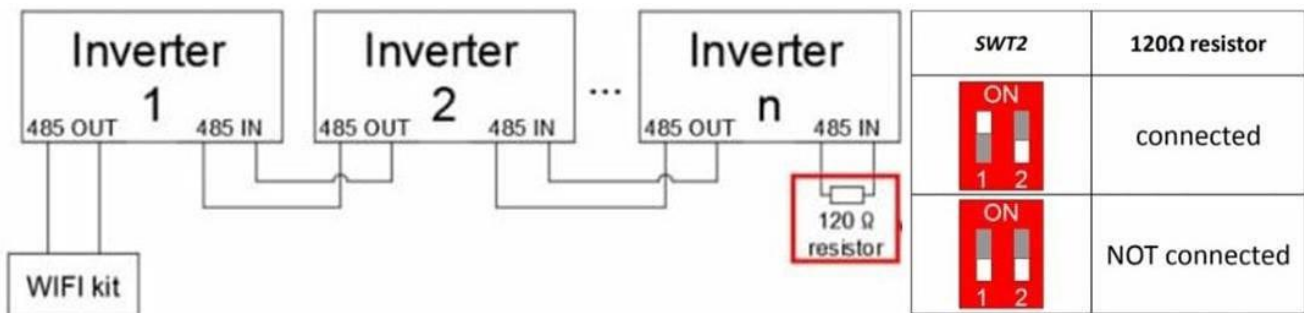 Inverter
1
485 OUT 485 IN
Inverter
2
485 OUT 485 IN
...
Inverter
n
485 OUT 485 IN
120 Ω
resistor
WIFI kit
SWT2 120Ω resistor
ON
1 2
connected
ON
1 2
NOT connected